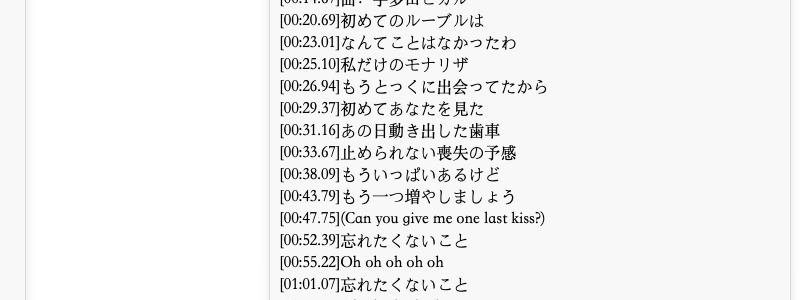 [00:20.69]初めてのルーブルは
[00:23.01]なんてことはなかったわ
[00:25.10]私だけのモナリザ
[00:26.94]もうとっくに出会ってたから
[00:29.37]初めてあなたを見た
[00:31.16]あの日動き出した歯車
[00:33.67]止められない喪失の予感
[00:38.09]もういっぱいあるけど
[00:43.79]もう一つ増やしましょう
[00:47.75](Can you give me one last kiss?)
[00:52.39]忘れたくないこと
[00:55.22]Oh oh oh oh oh
[01:01.07]忘れたくないこと